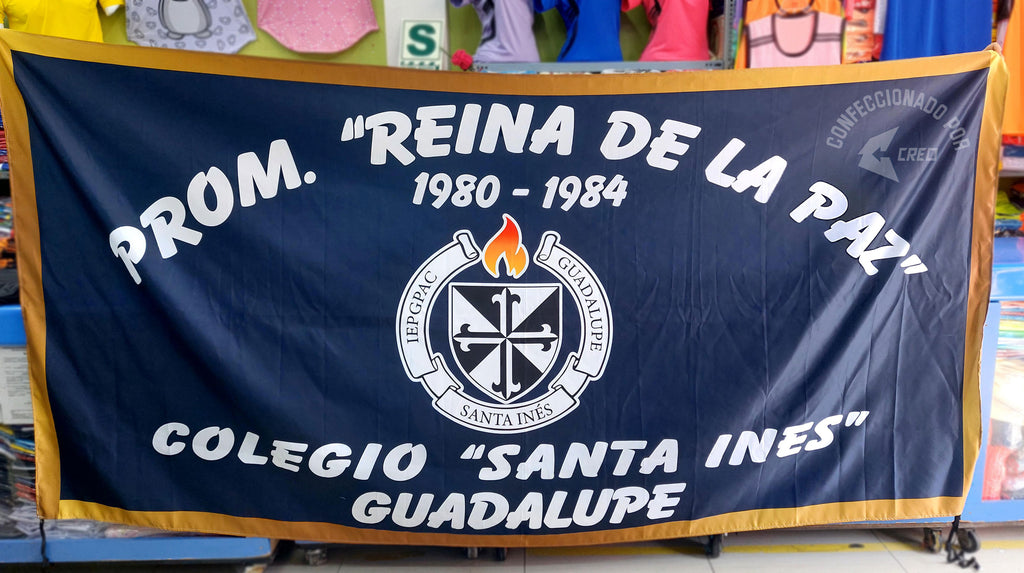 S
CONFECCIONADO POR
CREO
PROM. "REINA DE LA PAZ"
1980 - 1984
IEPGPAC
GUADALUPE
SANTA INÉS
COLEGIO "SANTA INES"
GUADALUPE